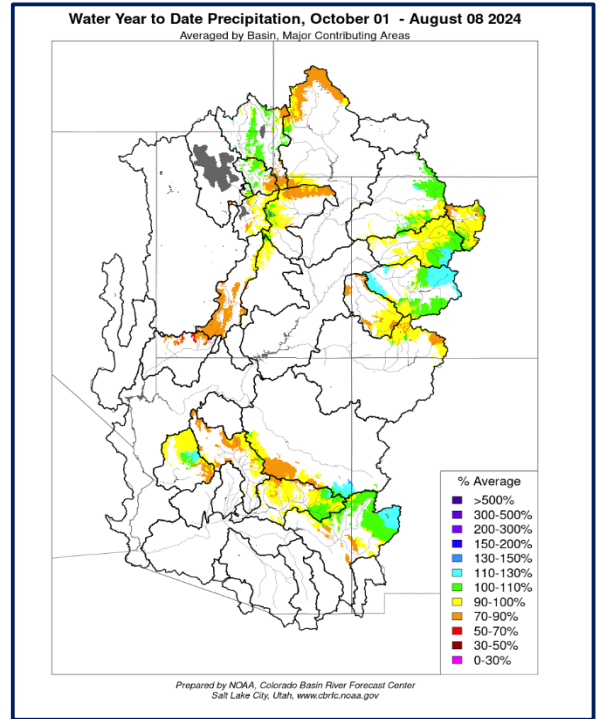 Water Year to Date Precipitation, October 01 - August 08 2024
Averaged by Basin, Major Contributing Areas
% Average
>500%
300-500%
200-300%
150-200%
130-150%
110-130%
100-110%
90-100%
70-90%
50-70%
30-50%
0-30%
Prepared by NOAA, Colorado Basin River Forecast Center
Salt Lake City, Utah, www.cbrfc.noaa.gov